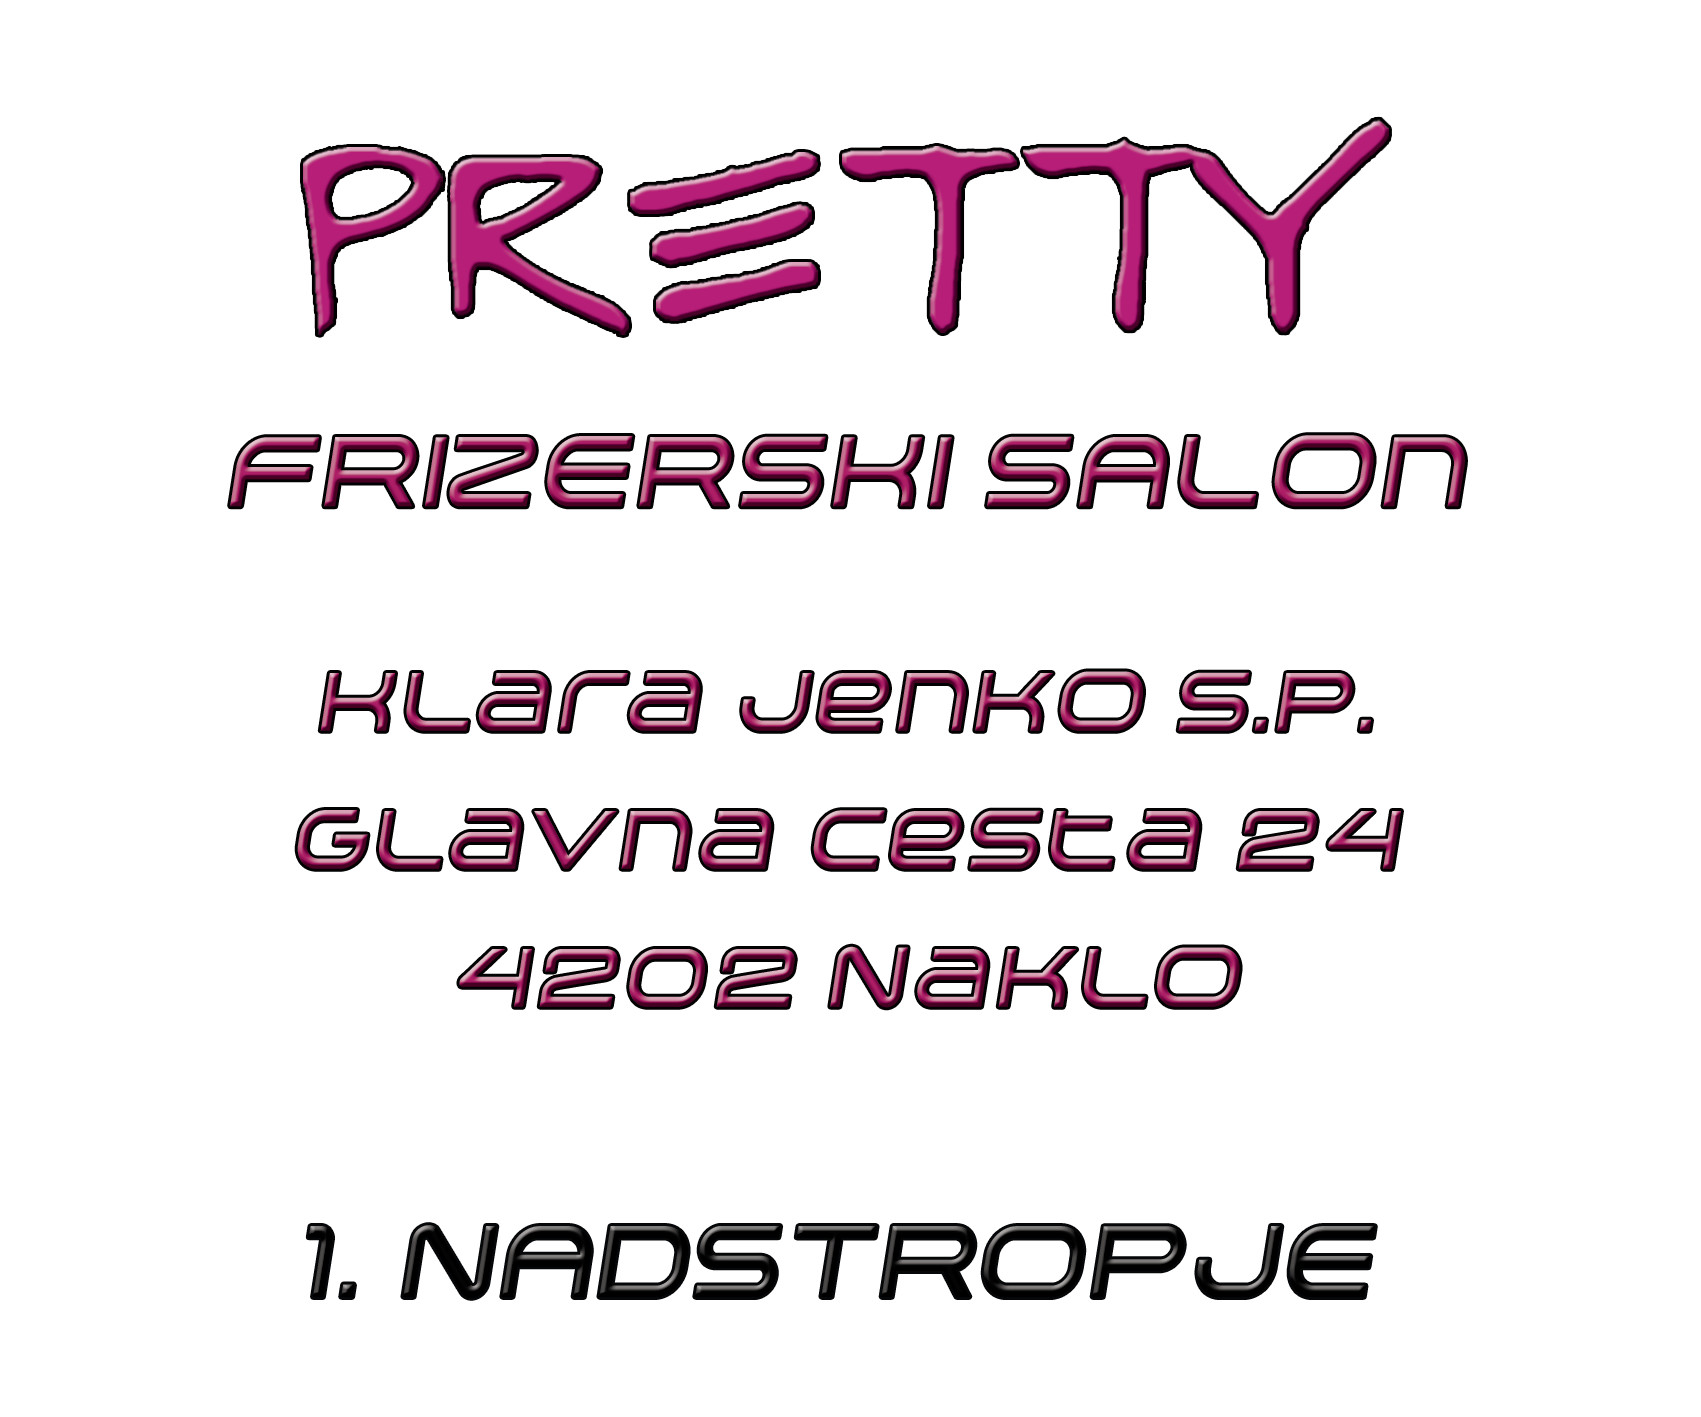 PRETTY
FRIZERSKI SALON
Klara Jenko s.p.
Glavna cesta 24
4202 Naklo
1. NADSTROPJE